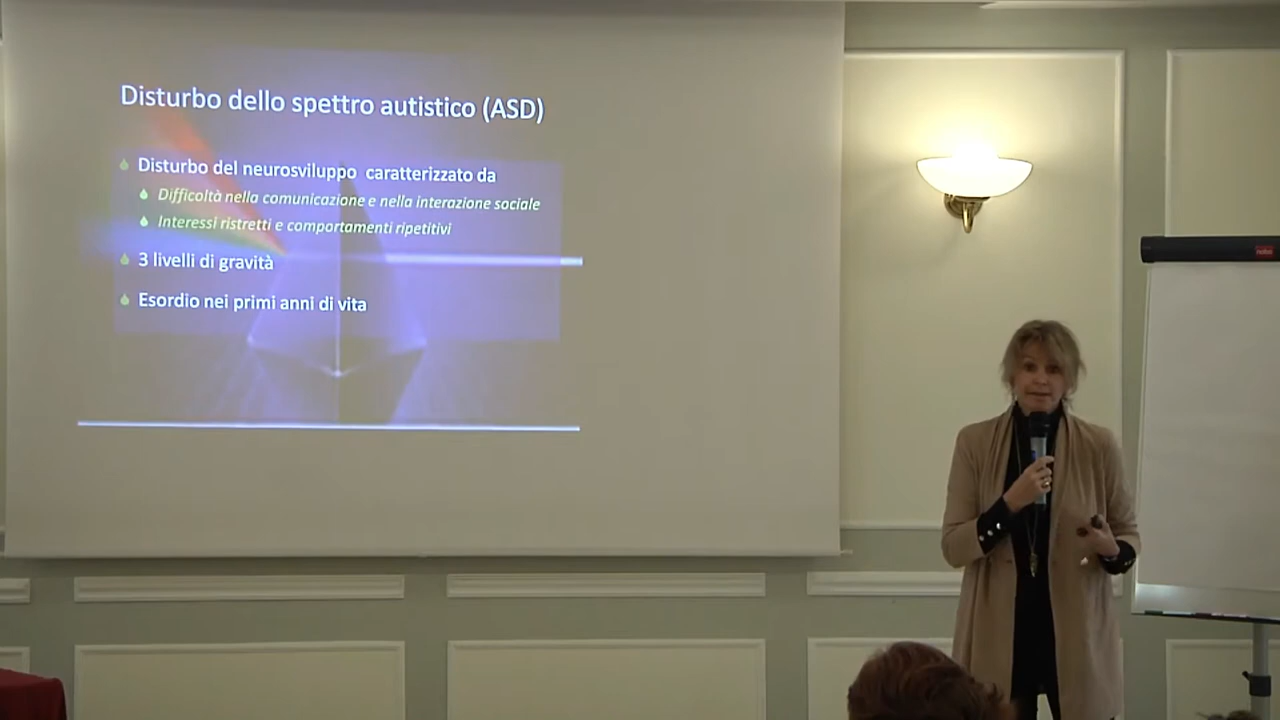 Disturbo dello spettro autistico (ASD)
Disturbo del neurosviluppo caratterizzato da
Difficoltà nella comunicazione e nella interazione sociale
Interessi ristretti e comportamenti ripetitivi
3 livelli di gravità
Esordio nei primi anni di vita
nobo